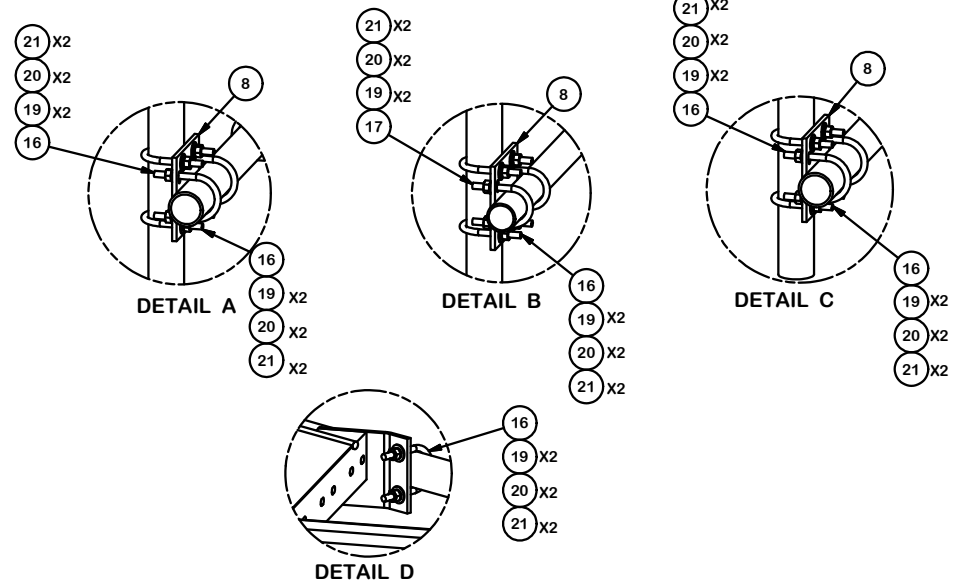 21 X2
20 X2
19 X2
16
8
16
19 X2
20 X2
21 X2
DETAIL A
21 X2
20 X2
19 X2
17
8
16
19 X2
20 X2
21 X2
DETAIL B
21 X2
20 X2
19 X2
16
8
16
19 X2
20 X2
21 X2
DETAIL C
16
19 X2
20 X2
21 X2
DETAIL D